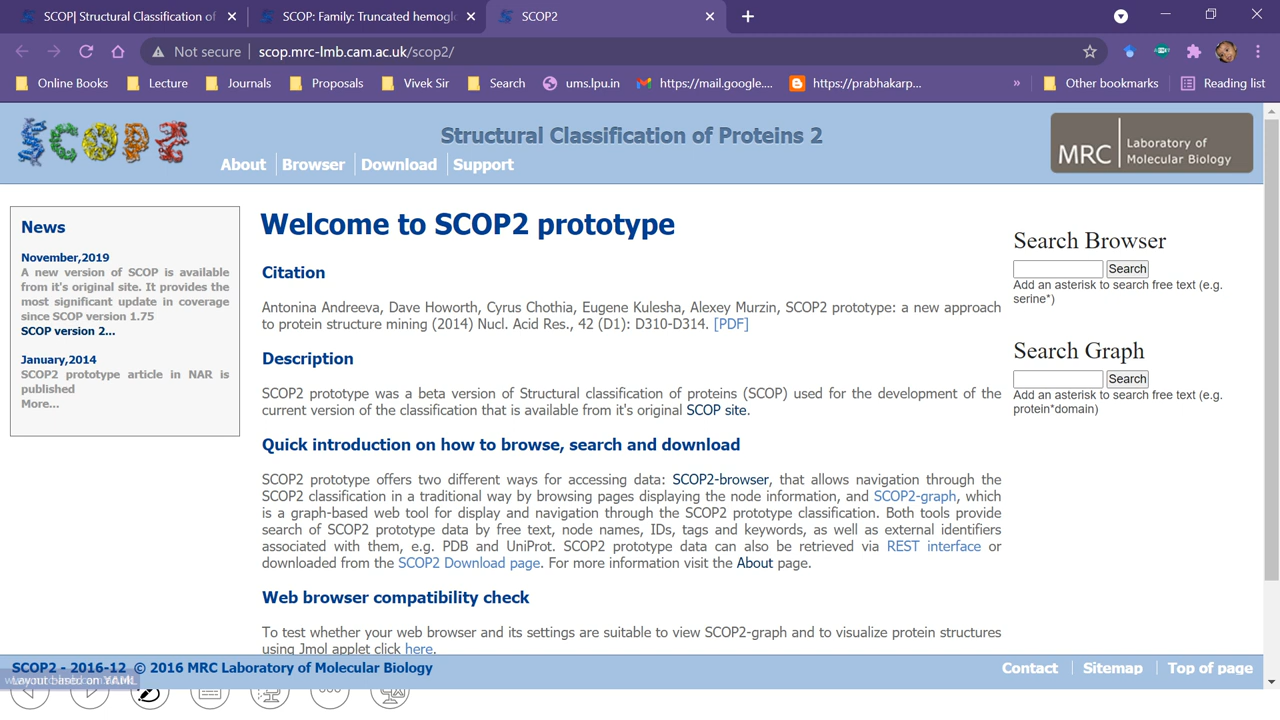 SCOP| Structural Classification of
SCOP: Family: Truncated hemogl
SCOP2
Not secure
scop.mrc-lmb.cam.ac.uk/scop2/
Online Books
Lecture
Journals
Proposals
Vivek Sir
Search
ums.lpu.in
https://mail.google....
https://prabhakarp...
»
Other bookmarks
Reading list
SCOP2
Structural Classification of Proteins 2
About
Browser
Download
Support
MRC
Laboratory of
Molecular Biology
News
November,2019
A new version of SCOP is available
from it's original site. It provides the
most significant update in coverage
since SCOP version 1.75
SCOP version 2...
January,2014
SCOP2 prototype article in NAR is
published
More...
Welcome to SCOP2 prototype
Citation
Antonina Andreeva, Dave Howorth, Cyrus Chothia, Eugene Kulesha, Alexey Murzin, SCOP2 prototype: a new approach
to protein structure mining (2014) Nucl. Acid Res., 42 (D1): D310-D314. [PDF]
Description
SCOP2 prototype was a beta version of Structural classification of proteins (SCOP) used for the development of the
current version of the classification that is available from it's original SCOP site.
Quick introduction on how to browse, search and download
SCOP2 prototype offers two different ways for accessing data: SCOP2-browser, that allows navigation through the
SCOP2 classification in a traditional way by browsing pages displaying the node information, and SCOP2-graph, which
is a graph-based web tool for display and navigation through the SCOP2 prototype classification. Both tools provide
search of SCOP2 prototype data by free text, node names, IDs, tags and keywords, as well as external identifiers
associated with them, e.g. PDB and UniProt. SCOP2 prototype data can also be retrieved via REST interface or
downloaded from the SCOP2 Download page. For more information visit the About page.
Web browser compatibility check
To test whether your web browser and its settings are suitable to view SCOP2-graph and to visualize protein structures
using Jmol applet click here.
Search Browser
Search
Add an asterisk to search free text (e.g.
serine*)
Search Graph
Search
Add an asterisk to search free text (e.g.
protein*domain)
SCOP2 - 2016-12 © 2016 MRC Laboratory of Molecular Biology
Layout based on YAML
Contact
Sitemap
Top of page